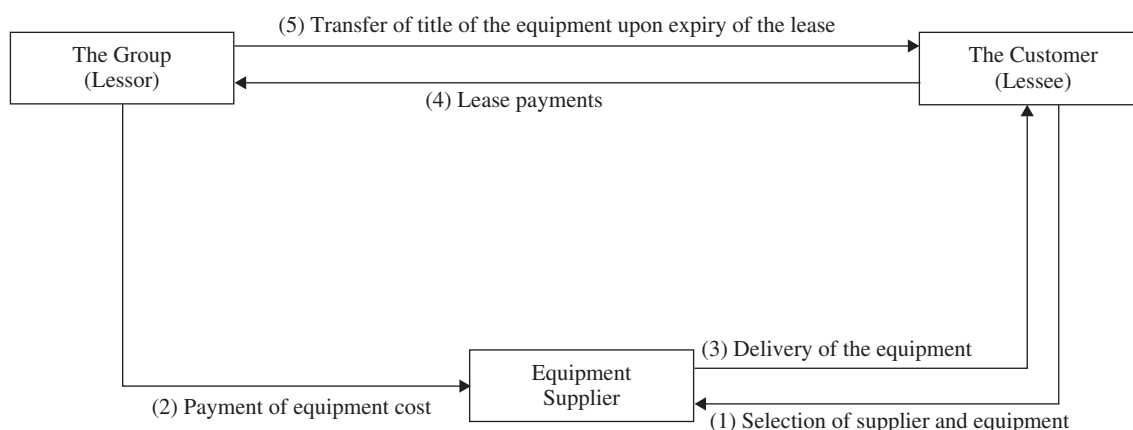 (5) Transfer of title of the equipment upon expiry of the lease
The Group
(Lessor)
The Customer
(Lessee)
(4) Lease payments
(3) Delivery of the equipment
Equipment
Supplier
(2) Payment of equipment cost
(1) Selection of supplier and equipment